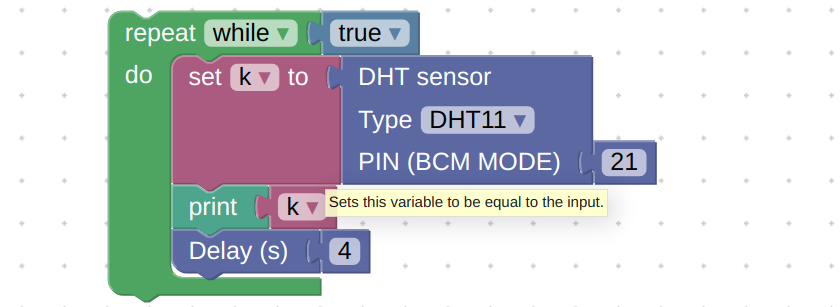 repeat while ▼ true ▼
do set k ▼ to DHT sensor
Type DHT11 ▼
PIN (BCM MODE) 21
print k ▼
Sets this variable to be equal to the input.
Delay (s) 4